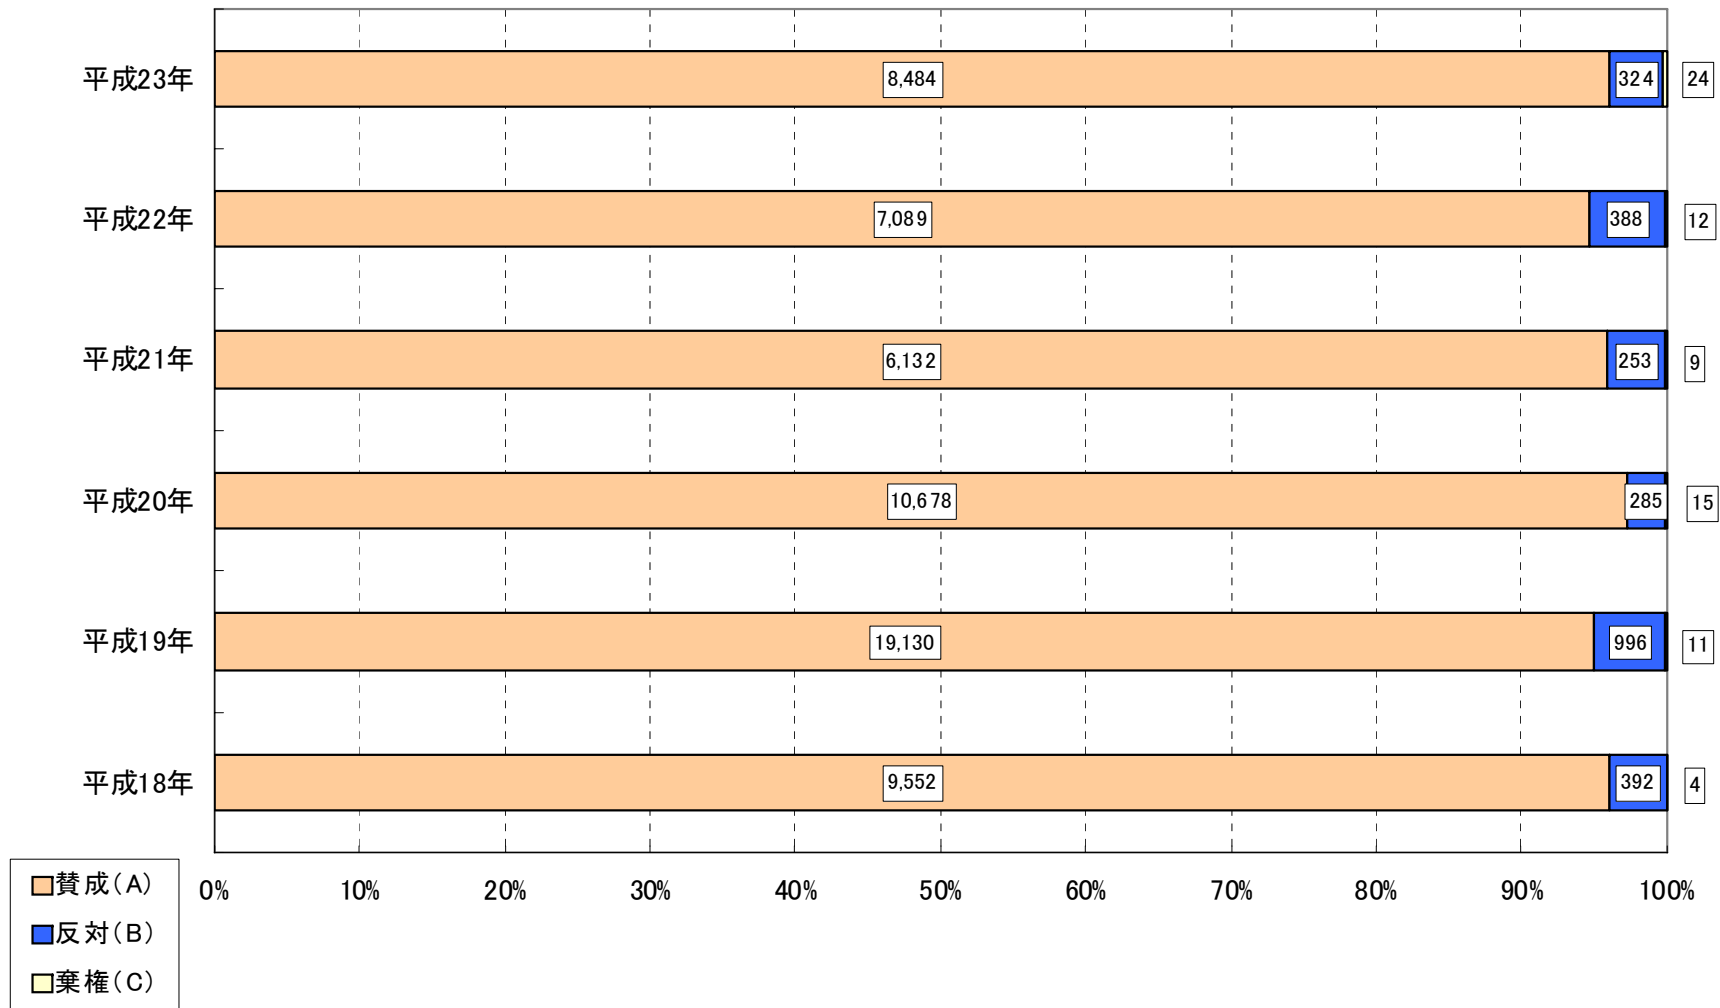 平成23年 8,484 324 24
平成22年 7,089 388 12
平成21年 6,132 253 9
平成20年 10,678 285 15
平成19年 19,130 996 11
平成18年 9,552 392 4
0% 10% 20% 30% 40% 50% 60% 70% 80% 90% 100%
賛成(A)
反対(B)
棄権(C)